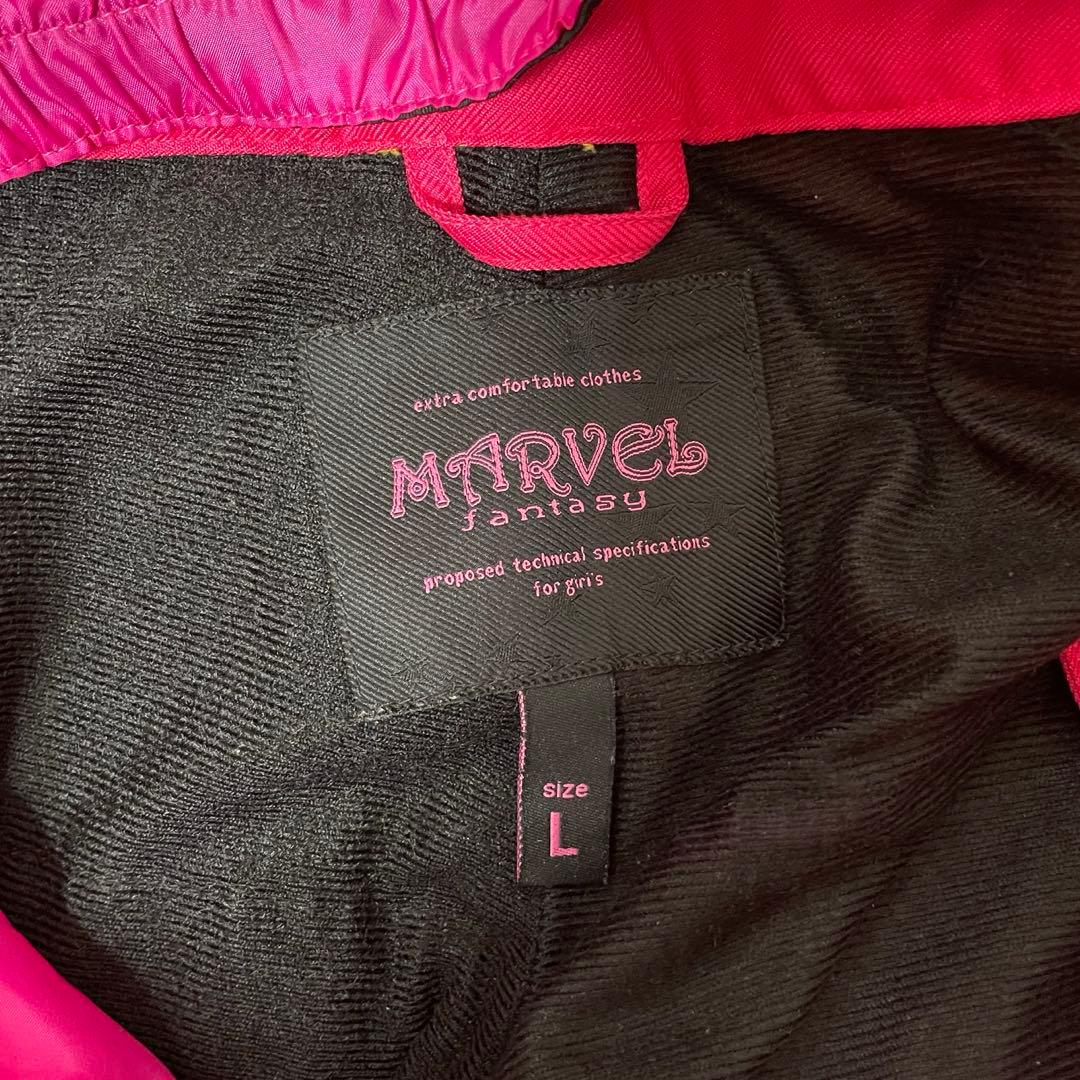 extra comfortable clothes
MARVEL
fantasy
proposed technical specifications
for girl's
size
L